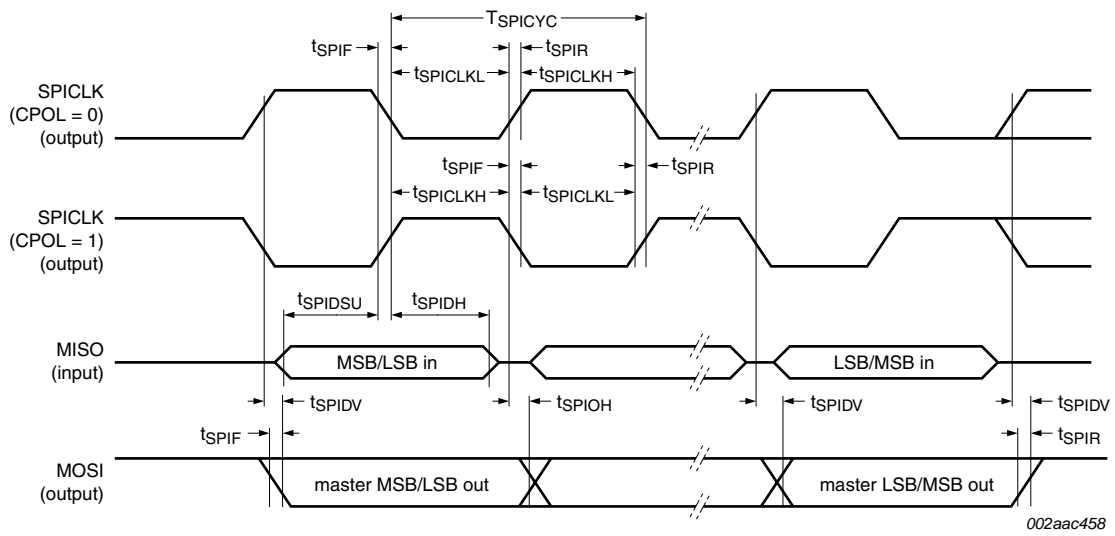 TSPICYC
tSPIF
tSPIR
tSPICLKL
tSPICLKH
SPICLK
(CPOL = 0)
(output)
tSPIF
tSPIR
tSPICLKH
tSPICLKL
SPICLK
(CPOL = 1)
(output)
tSPIDSU
tSPIDH
MISO
(input)
MSB/LSB in
LSB/MSB in
tSPIDV
tSPIOH
tSPIDV
tSPIDV
tSPIF
tSPIR
MOSI
(output)
master MSB/LSB out
master LSB/MSB out
002aac458